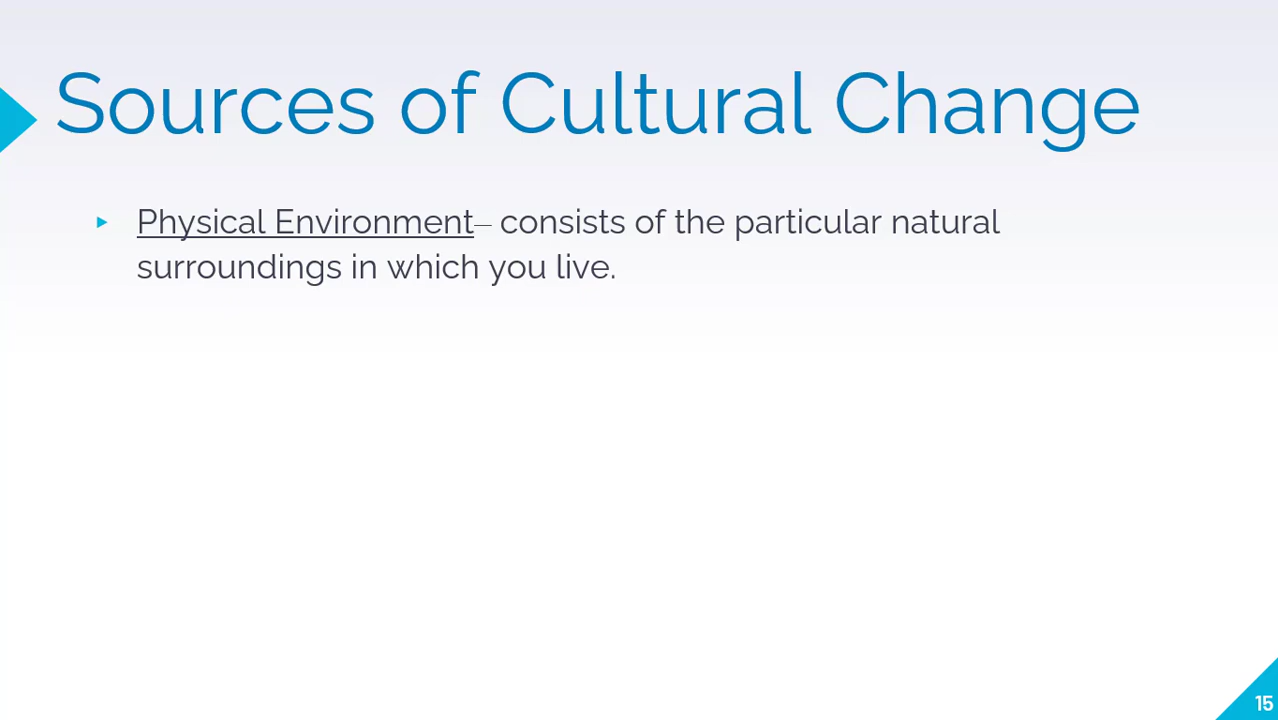 Sources of Cultural Change
▸ Physical Environment– consists of the particular natural
surroundings in which you live.
15